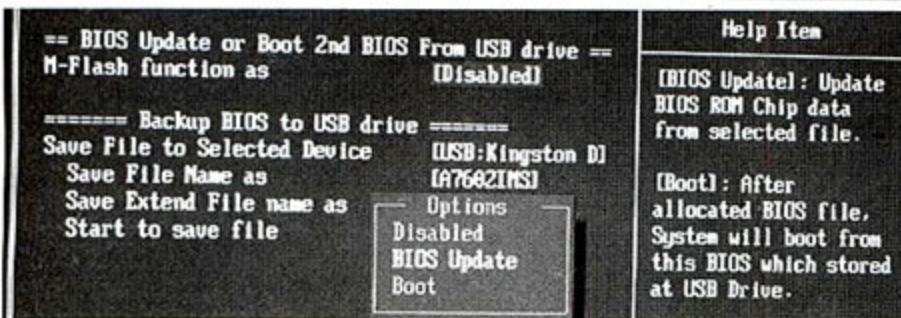 == BIOS Update or Boot 2nd BIOS From USB drive ==
M-Flash function as [Disabled]
======= Backup BIOS to USB drive =======
Save File to Selected Device [USB:Kingston D]
Save File Name as [A7602IMS]
Save Extend File name as
Start to save file
Options
Disabled
BIOS Update
Boot
Help Item
[BIOS Update]: Update
BIOS ROM Chip data
from selected file.
[Boot]: After
allocated BIOS file,
System will boot from
this BIOS which stored
at USB Drive.